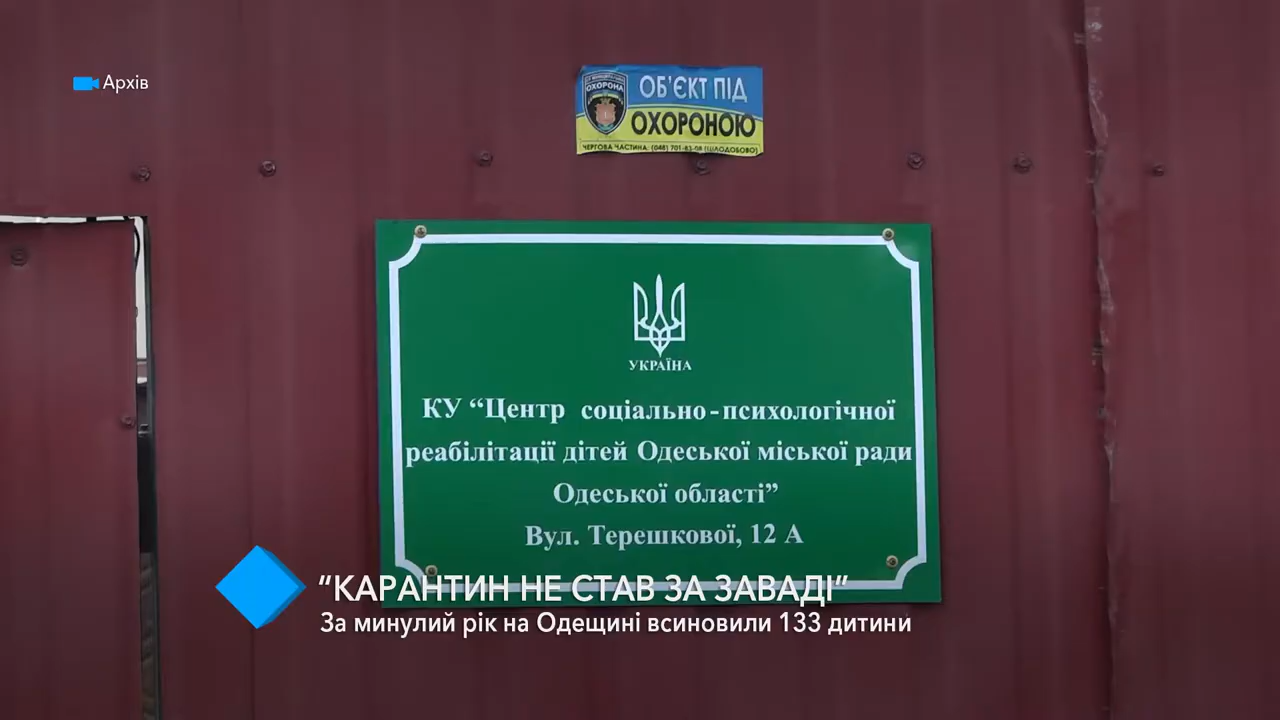 Архів
ОХОРОНА
ОБ'ЄКТ ПІД
ОХОРОНОЮ
ЧЕРГОВА ЧАСТИНА: (048) 701-83-08 (ЦІЛОДОБОВО)
УКРАЇНА
КУ “Центр соціально-психологічної
реабілітації дітей Одеської міської ради
Одеської області”
Вул. Терешкової, 12 А
“КАРАНТИН НЕ СТАВ ЗА ЗАВАДІ”
За минулий рік на Одещині всиновили 133 дитини